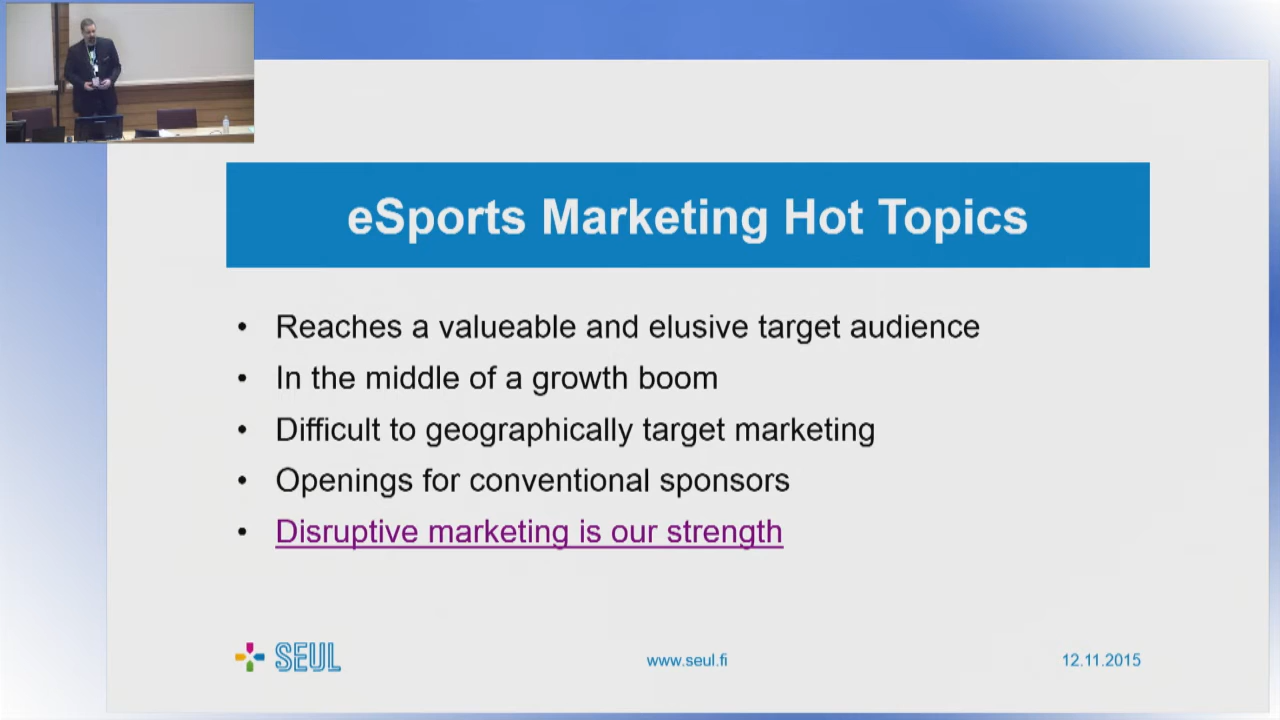 eSports Marketing Hot Topics
• Reaches a valueable and elusive target audience
• In the middle of a growth boom
• Difficult to geographically target marketing
• Openings for conventional sponsors
• Disruptive marketing is our strength
SEUL
www.seul.fi
12.11.2015